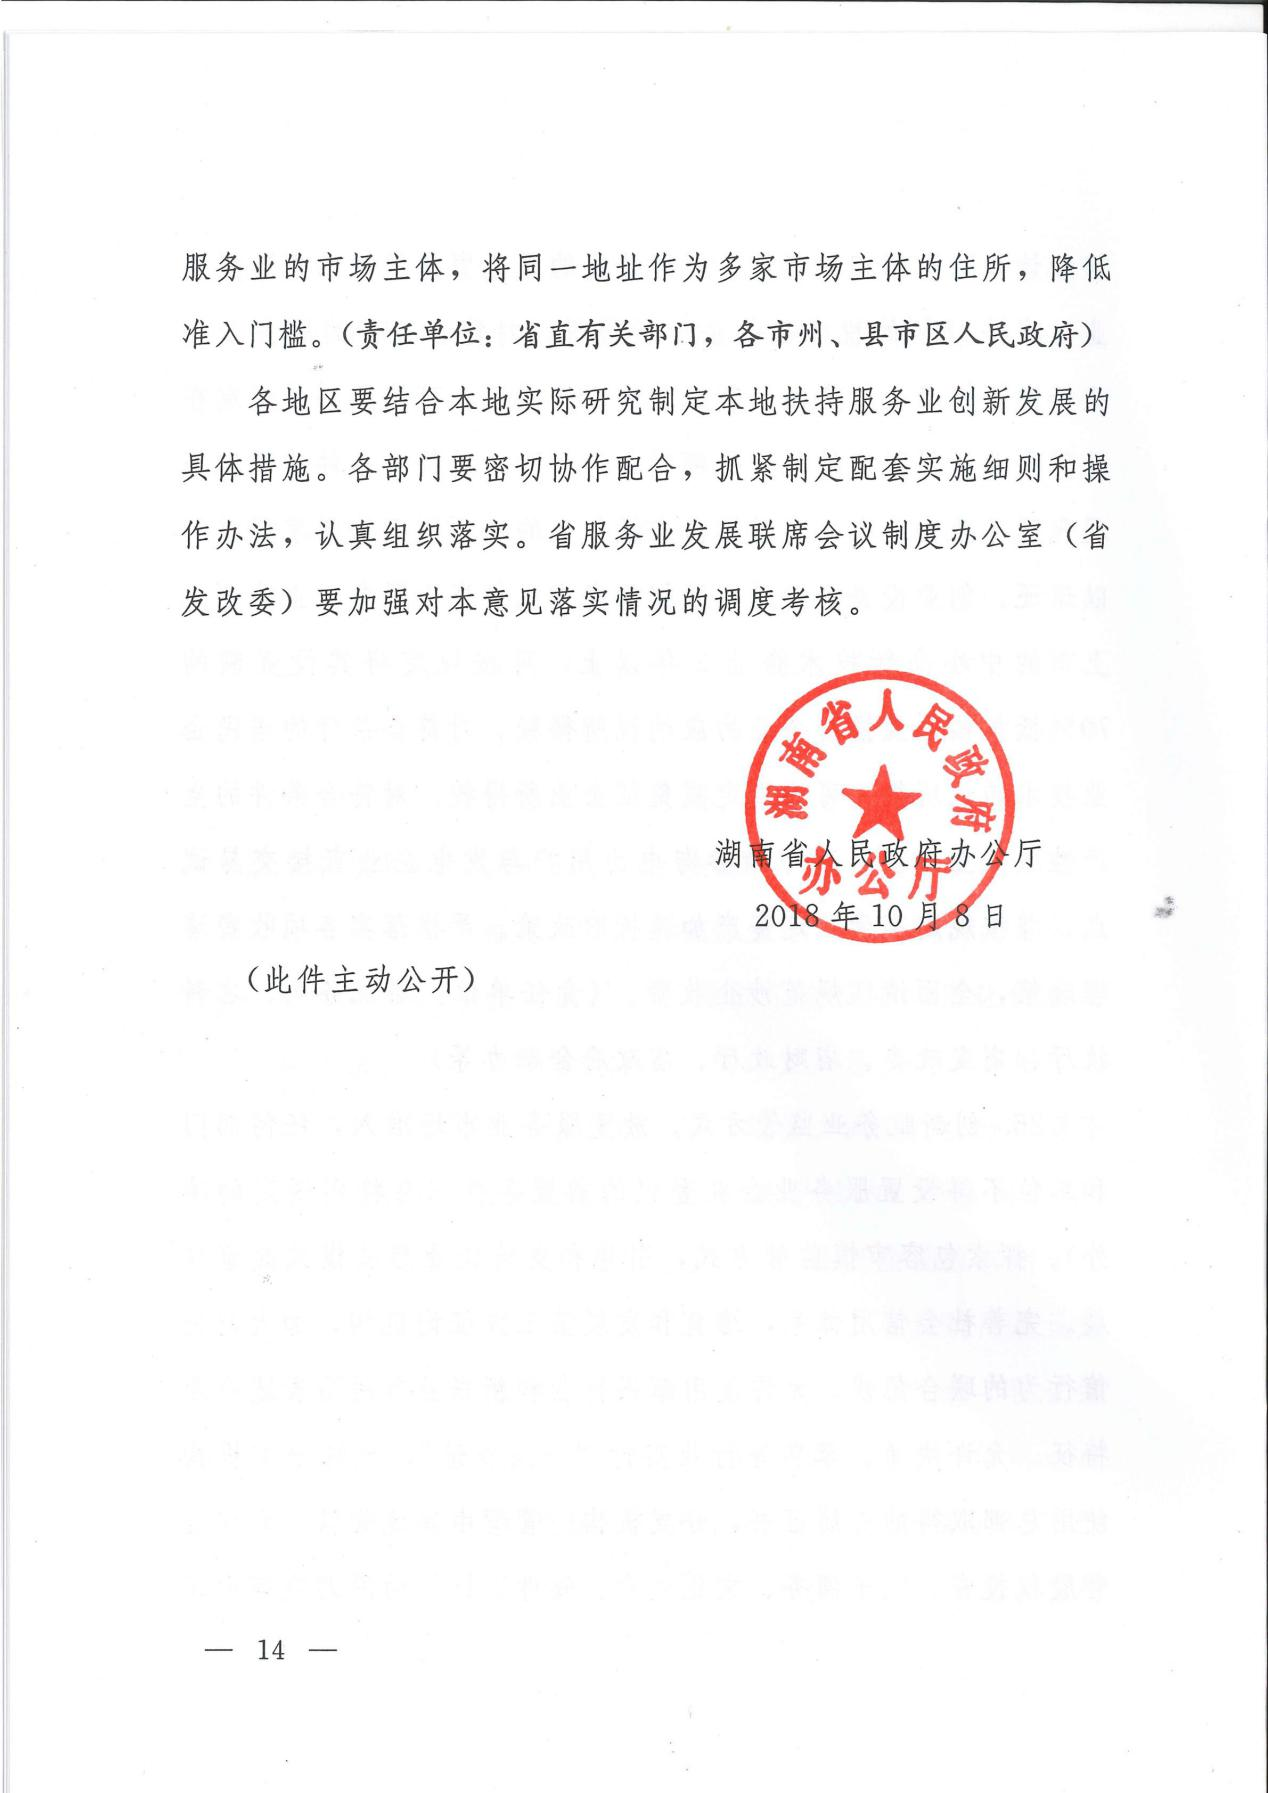 服务业的市场主体，将同一地址作为多家市场主体的住所，降低
准入门槛。（责任单位：省直有关部门，各市州、县市区人民政府）
各地区要结合本地实际研究制定本地扶持服务业创新发展的
具体措施。各部门要密切协作配合，抓紧制定配套实施细则和操
作办法，认真组织落实。省服务业发展联席会议制度办公室（省
发改委）要加强对本意见落实情况的调度考核。
湖南省人民政府
办公厅
湖南省人民政府办公厅
2018年10月8日
（此件主动公开）
— 14 —